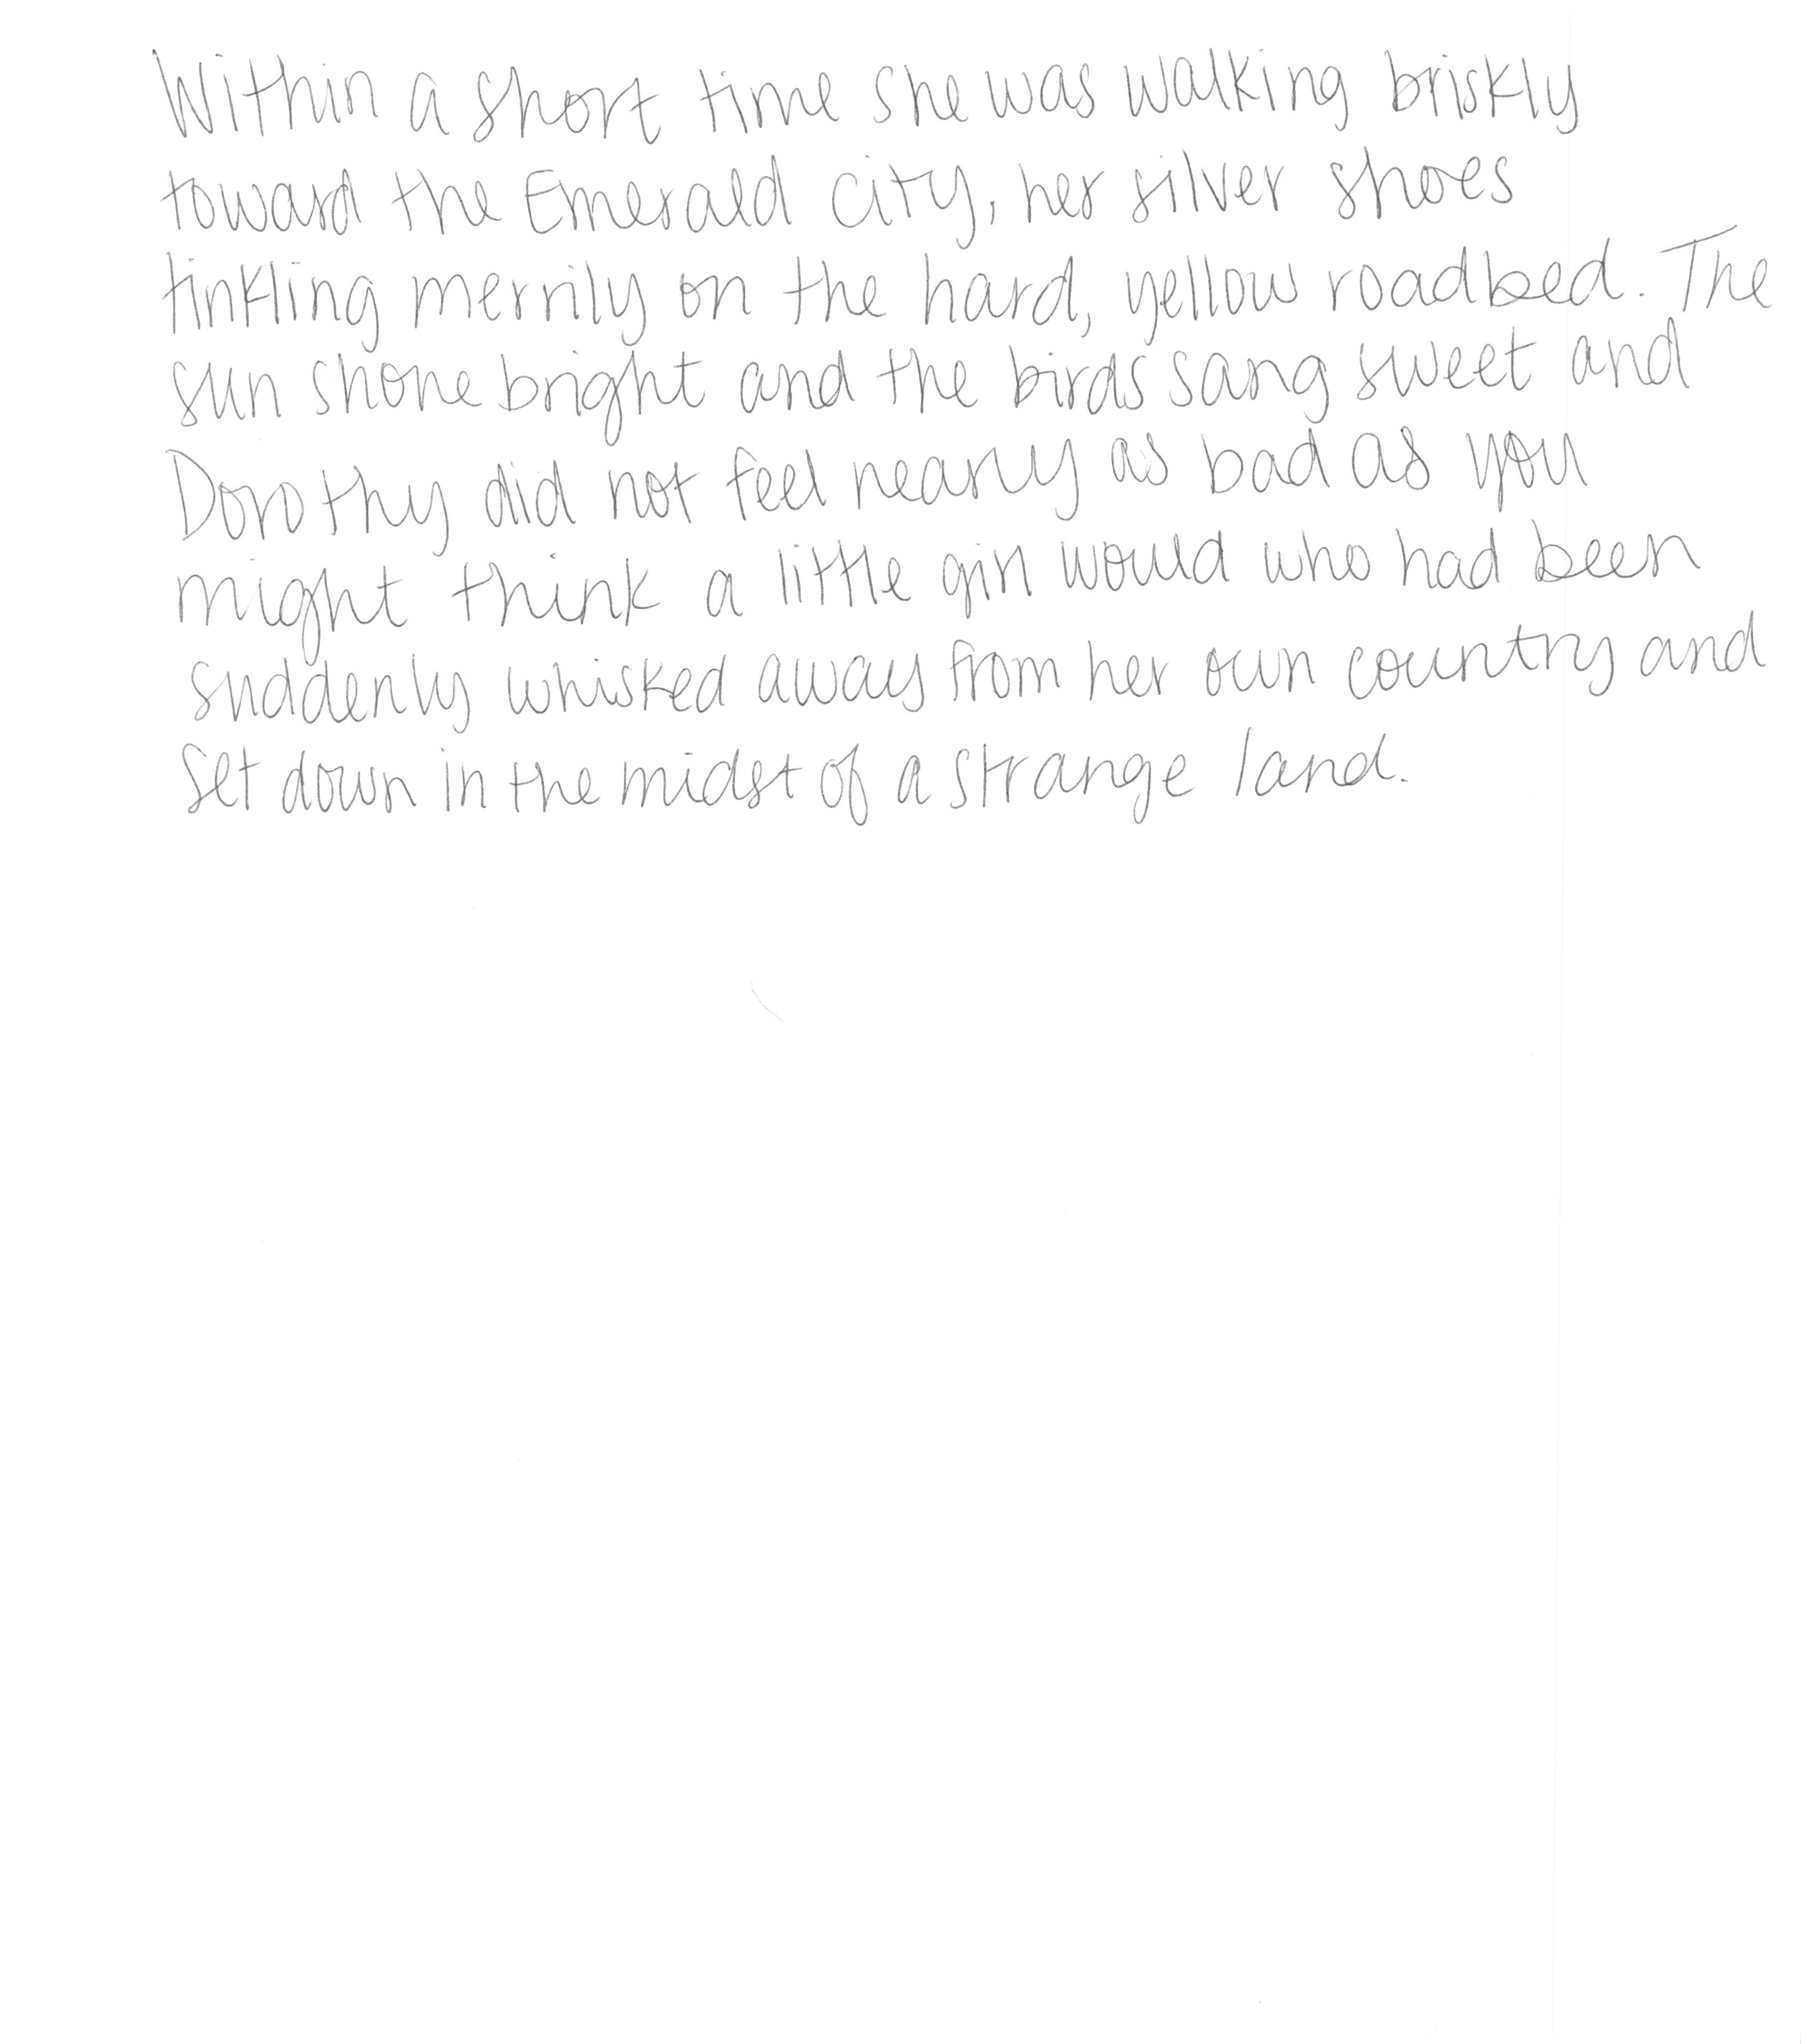 Within a short time she was walking briskly
toward the Emerald City, her silver shoes
tinkling merrily on the hard, yellow roadbed. The
sun shone bright and the birds sang sweet and
Dorothy did not feel nearly as bad as you
might think a little girl would who had been
suddenly whisked away from her own country and
set down in the midst of a strange land.